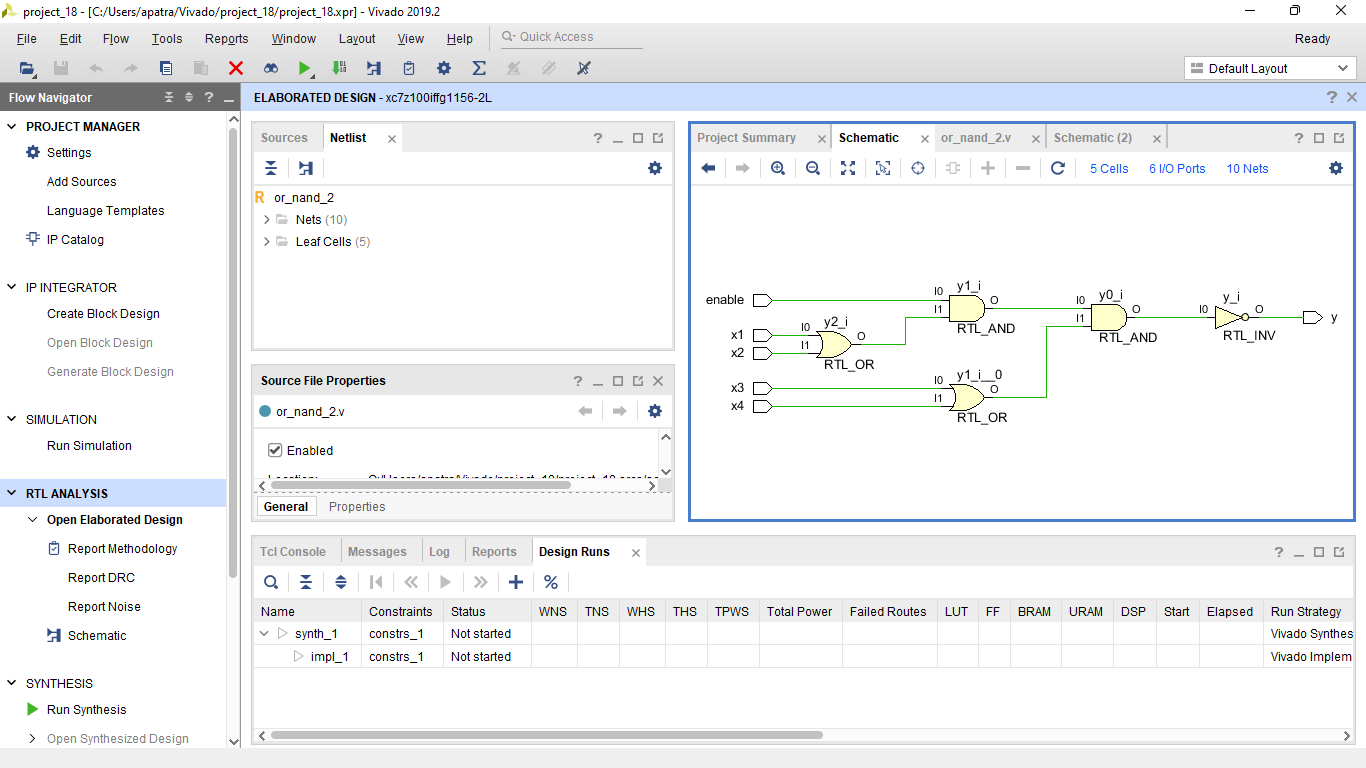 project_18 - [C:/Users/apatra/Vivado/project_18/project_18.xpr] - Vivado 2019.2
File Edit Flow Tools Reports Window Layout View Help Quick Access Ready
Default Layout
Flow Navigator
ELABORATED DESIGN - xc7z100iffg1156-2L
PROJECT MANAGER
Settings
Add Sources
Language Templates
IP Catalog
IP INTEGRATOR
Create Block Design
Open Block Design
Generate Block Design
SIMULATION
Run Simulation
RTL ANALYSIS
Open Elaborated Design
Report Methodology
Report DRC
Report Noise
Schematic
SYNTHESIS
Run Synthesis
Open Synthesized Design
Sources Netlist
R or_nand_2
Nets (10)
Leaf Cells (5)
Source File Properties
or_nand_2.v
Enabled
General Properties
Project Summary Schematic or_nand_2.v Schematic (2)
5 Cells 6 I/O Ports 10 Nets
enable
x1
x2
x3
x4
y2_i
I0
I1
O
RTL_OR
y1_i
I0
I1
O
RTL_AND
y1_i__0
I0
I1
O
RTL_OR
y0_i
I0
I1
O
RTL_AND
y_i
I0
O
RTL_INV
y
Tcl Console Messages Log Reports Design Runs
Name Constraints Status WNS TNS WHS THS TPWS Total Power Failed Routes LUT FF BRAM URAM DSP Start Elapsed Run Strategy
synth_1 constrs_1 Not started Vivado Synthes
impl_1 constrs_1 Not started Vivado Implem